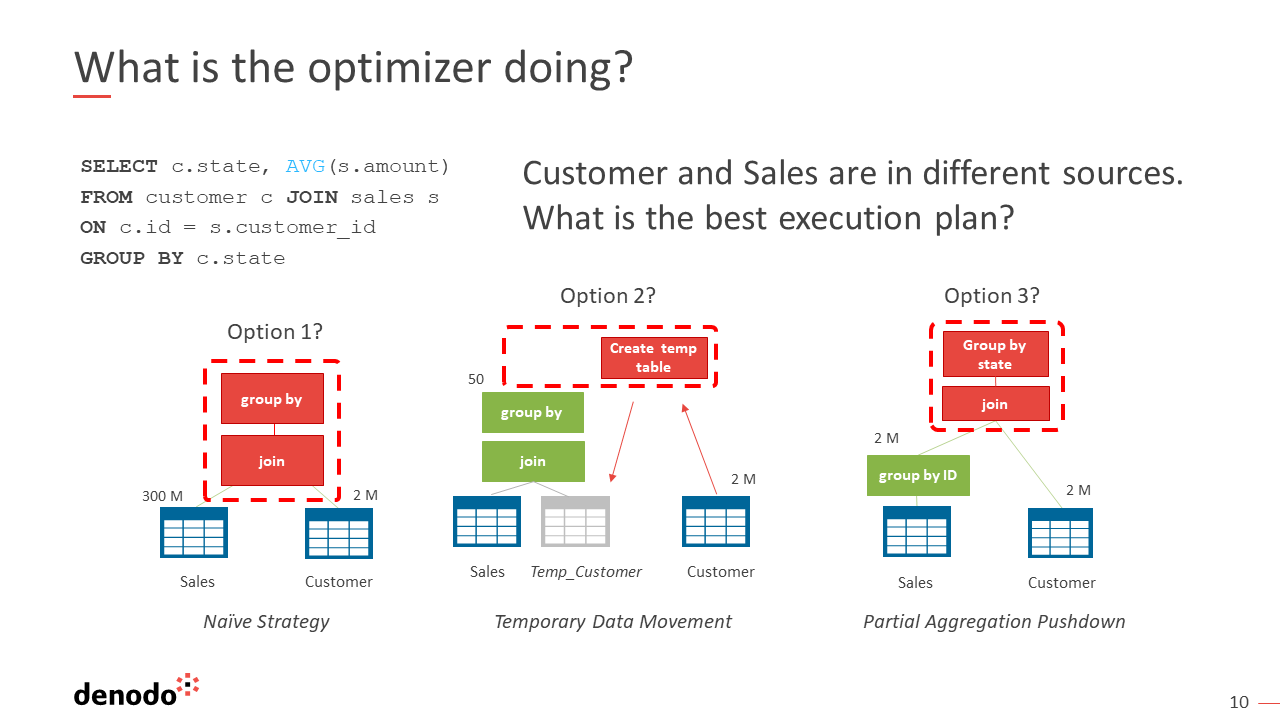 What is the optimizer doing?
SELECT c.state, AVG(s.amount)
FROM customer c JOIN sales s
ON c.id = s.customer_id
GROUP BY c.state
Customer and Sales are in different sources.
What is the best execution plan?
Option 1?
group by
join
300 M
2 M
Sales
Customer
Naïve Strategy
Option 2?
Create temp
table
50
group by
join
2 M
Sales
Temp_Customer
Customer
Temporary Data Movement
Option 3?
Group by
state
join
2 M
group by ID
2 M
Sales
Customer
Partial Aggregation Pushdown
denodo
10